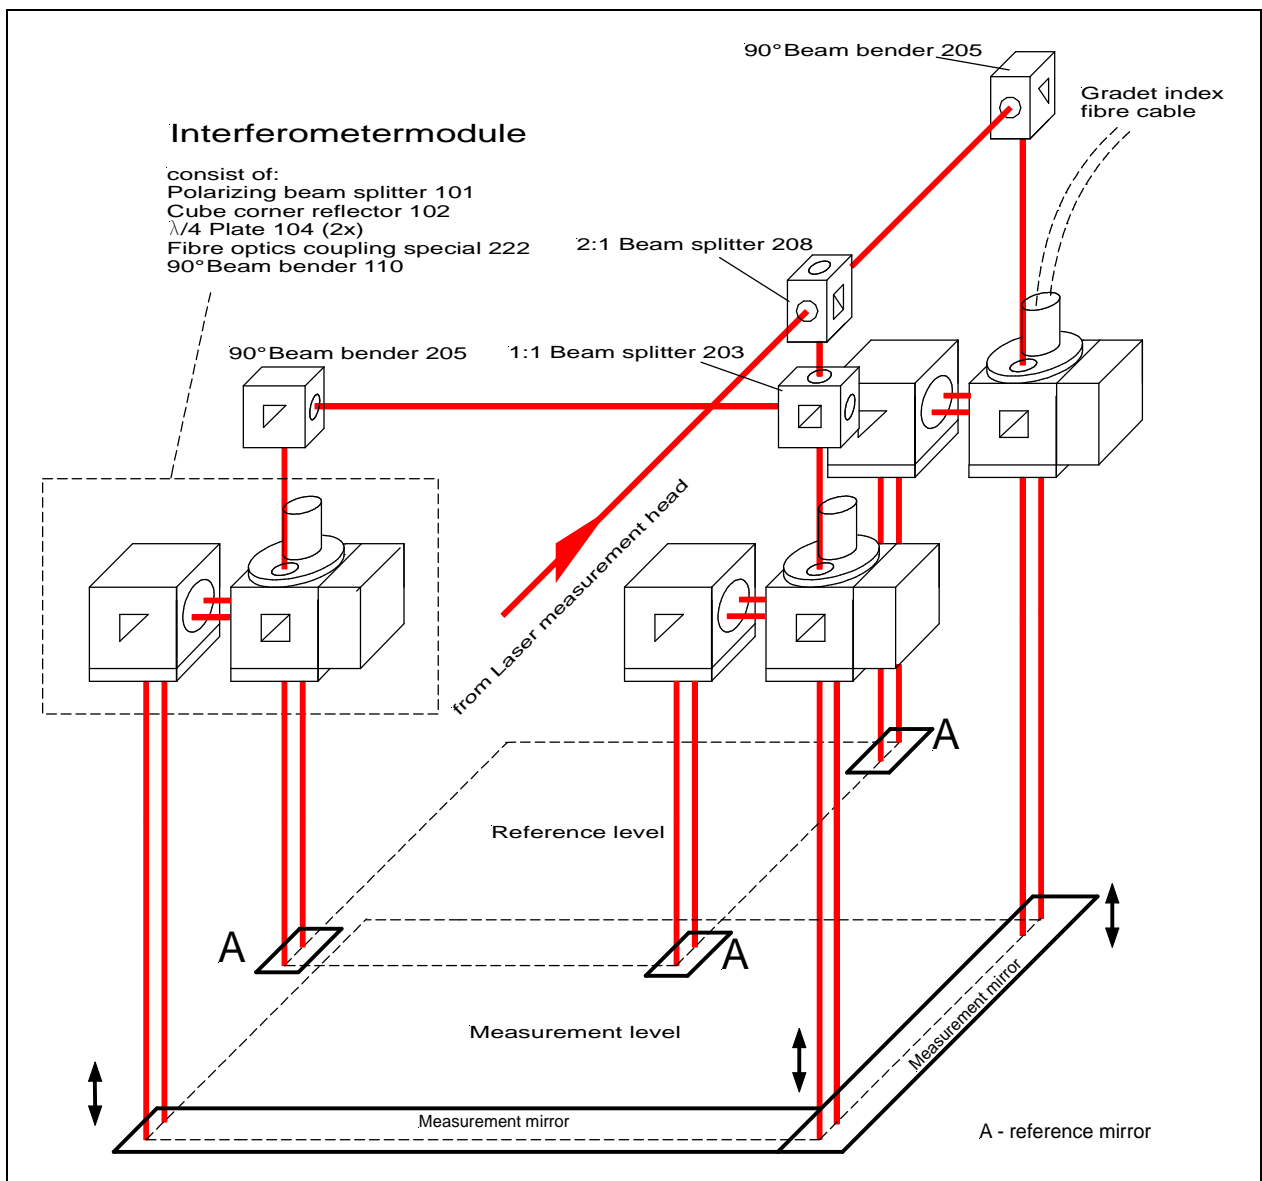 90°Beam bender 205
Gradet index
fibre cable
Interferometermodule
consist of:
Polarizing beam splitter 101
Cube corner reflector 102
λ/4 Plate 104 (2x)
Fibre optics coupling special 222
90°Beam bender 110
2:1 Beam splitter 208
90°Beam bender 205
1:1 Beam splitter 203
from Laser measurement head
A
Reference level
A
A
Measurement level
Measurement mirror
Measurement mirror
A - reference mirror